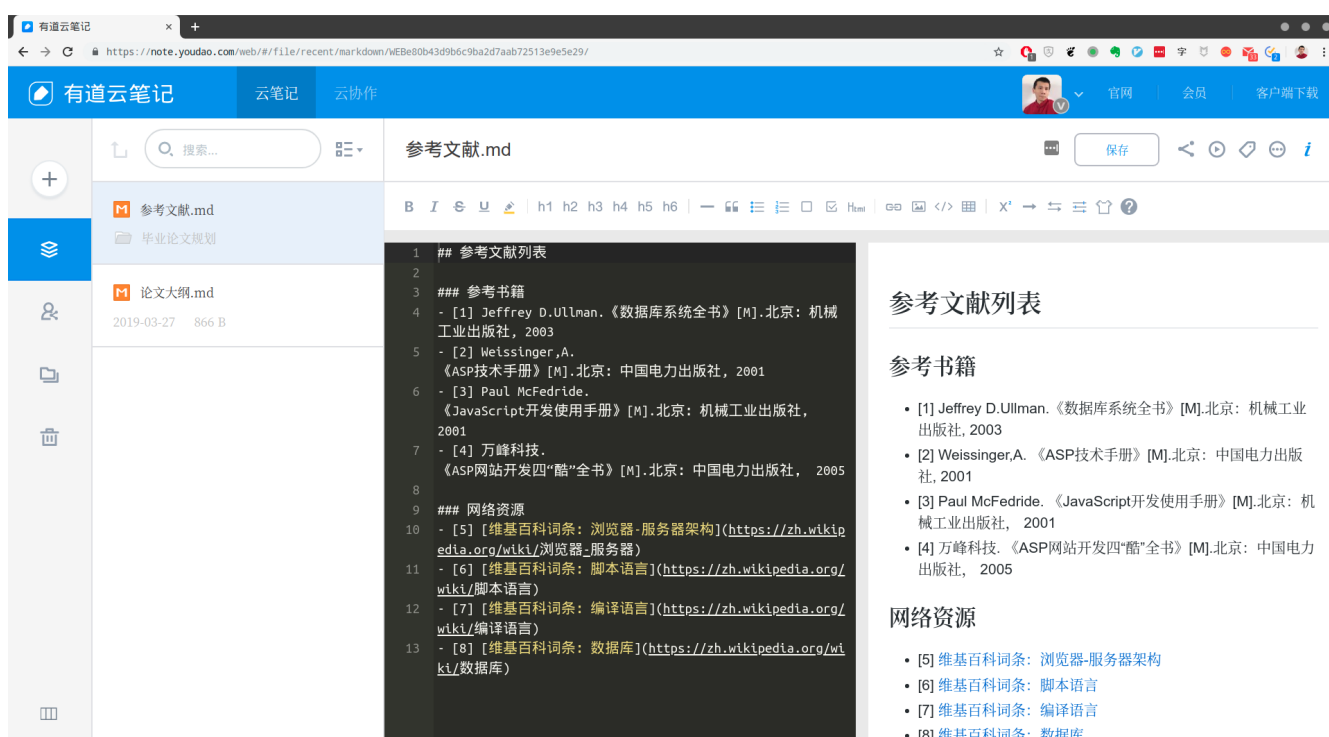 有道云笔记
https://note.youdao.com/web/#/file/recent/markdown/WEBe80b43d9b6c9ba2d7aab72513e9e5e29/
有道云笔记
云笔记
云协作
官网
会员
客户端下载
搜索...
参考文献.md
毕业论文规划
论文大纲.md
2019-03-27 866 B
参考文献.md
保存
B I S U h1 h2 h3 h4 h5 h6 Html X²
1 ## 参考文献列表
2
3 ### 参考书籍
4 - [1] Jeffrey D.Ullman.《数据库系统全书》[M].北京: 机械
工业出版社, 2003
5 - [2] Weissinger,A.
《ASP技术手册》[M].北京: 中国电力出版社, 2001
6 - [3] Paul McFedride.
《JavaScript开发使用手册》[M].北京: 机械工业出版社,
2001
7 - [4] 万峰科技.
《ASP网站开发四“酷”全书》[M].北京: 中国电力出版社, 2005
8
9 ### 网络资源
10 - [5] [维基百科词条: 浏览器-服务器架构](https://zh.wikip
edia.org/wiki/浏览器-服务器)
11 - [6] [维基百科词条: 脚本语言](https://zh.wikipedia.org/
wiki/脚本语言)
12 - [7] [维基百科词条: 编译语言](https://zh.wikipedia.org/
wiki/编译语言)
13 - [8] [维基百科词条: 数据库](https://zh.wikipedia.org/wi
ki/数据库)
参考文献列表
参考书籍
• [1] Jeffrey D.Ullman.《数据库系统全书》[M].北京: 机械工业
出版社, 2003
• [2] Weissinger,A. 《ASP技术手册》[M].北京: 中国电力出版
社, 2001
• [3] Paul McFedride. 《JavaScript开发使用手册》[M].北京: 机
械工业出版社, 2001
• [4] 万峰科技. 《ASP网站开发四“酷”全书》[M].北京: 中国电力
出版社, 2005
网络资源
• [5] 维基百科词条: 浏览器-服务器架构
• [6] 维基百科词条: 脚本语言
• [7] 维基百科词条: 编译语言
• [8] 维基百科词条: 数据库